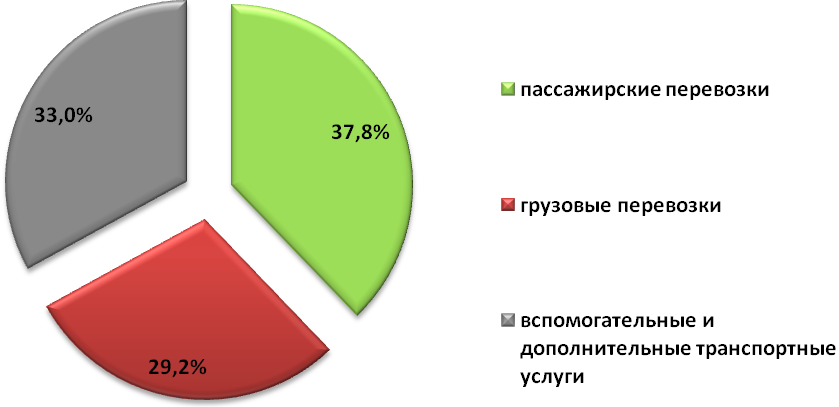 33,0%
37,8%
29,2%
пассажирские перевозки
грузовые перевозки
вспомогательные и
дополнительные транспортные
услуги